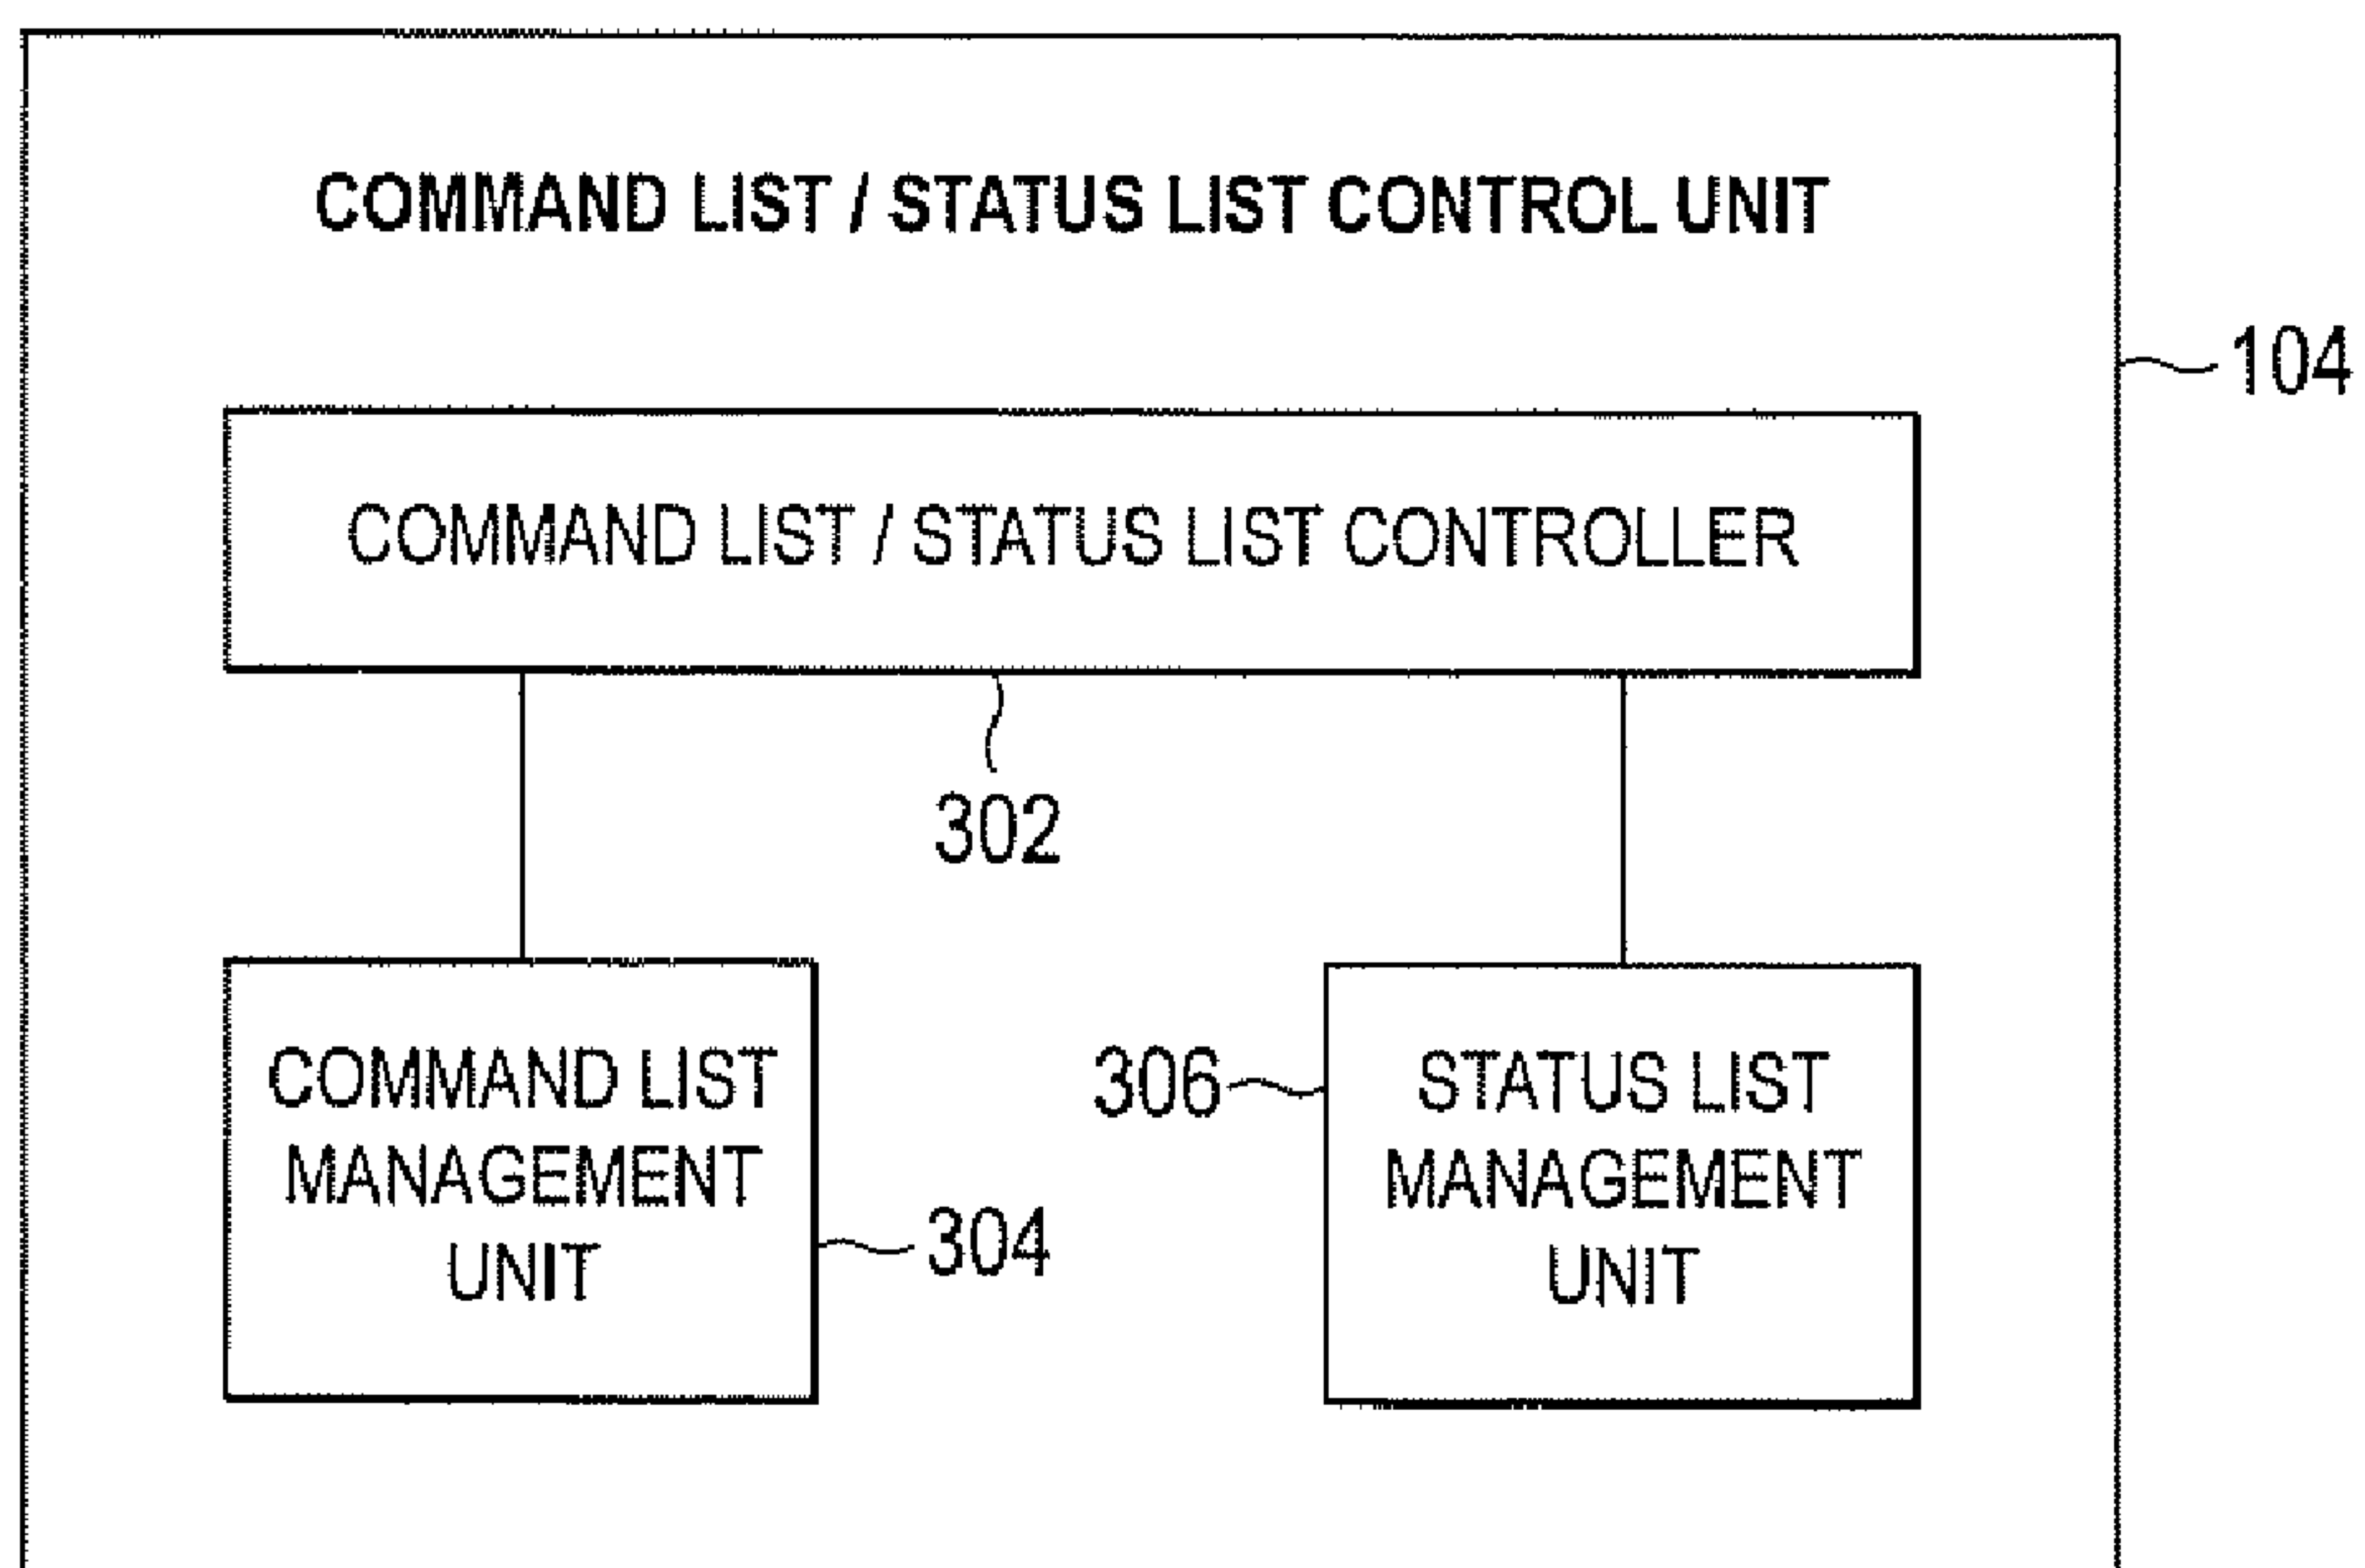 COMMAND LIST / STATUS LIST CONTROL UNIT
104
COMMAND LIST / STATUS LIST CONTROLLER
302
COMMAND LIST
MANAGEMENT
UNIT
304
306
STATUS LIST
MANAGEMENT
UNIT